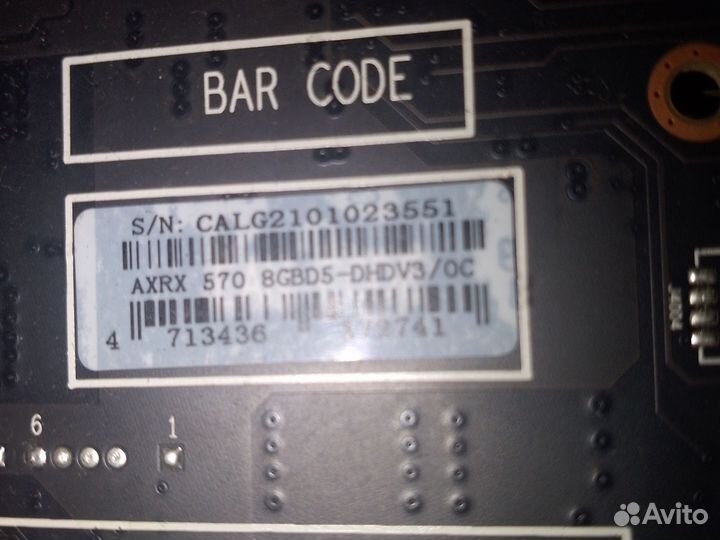 BAR CODE
S/N: CALG2101023551
AXRX 570 8GBD5-DHDV3/OC
4 713436
6 1
Avito